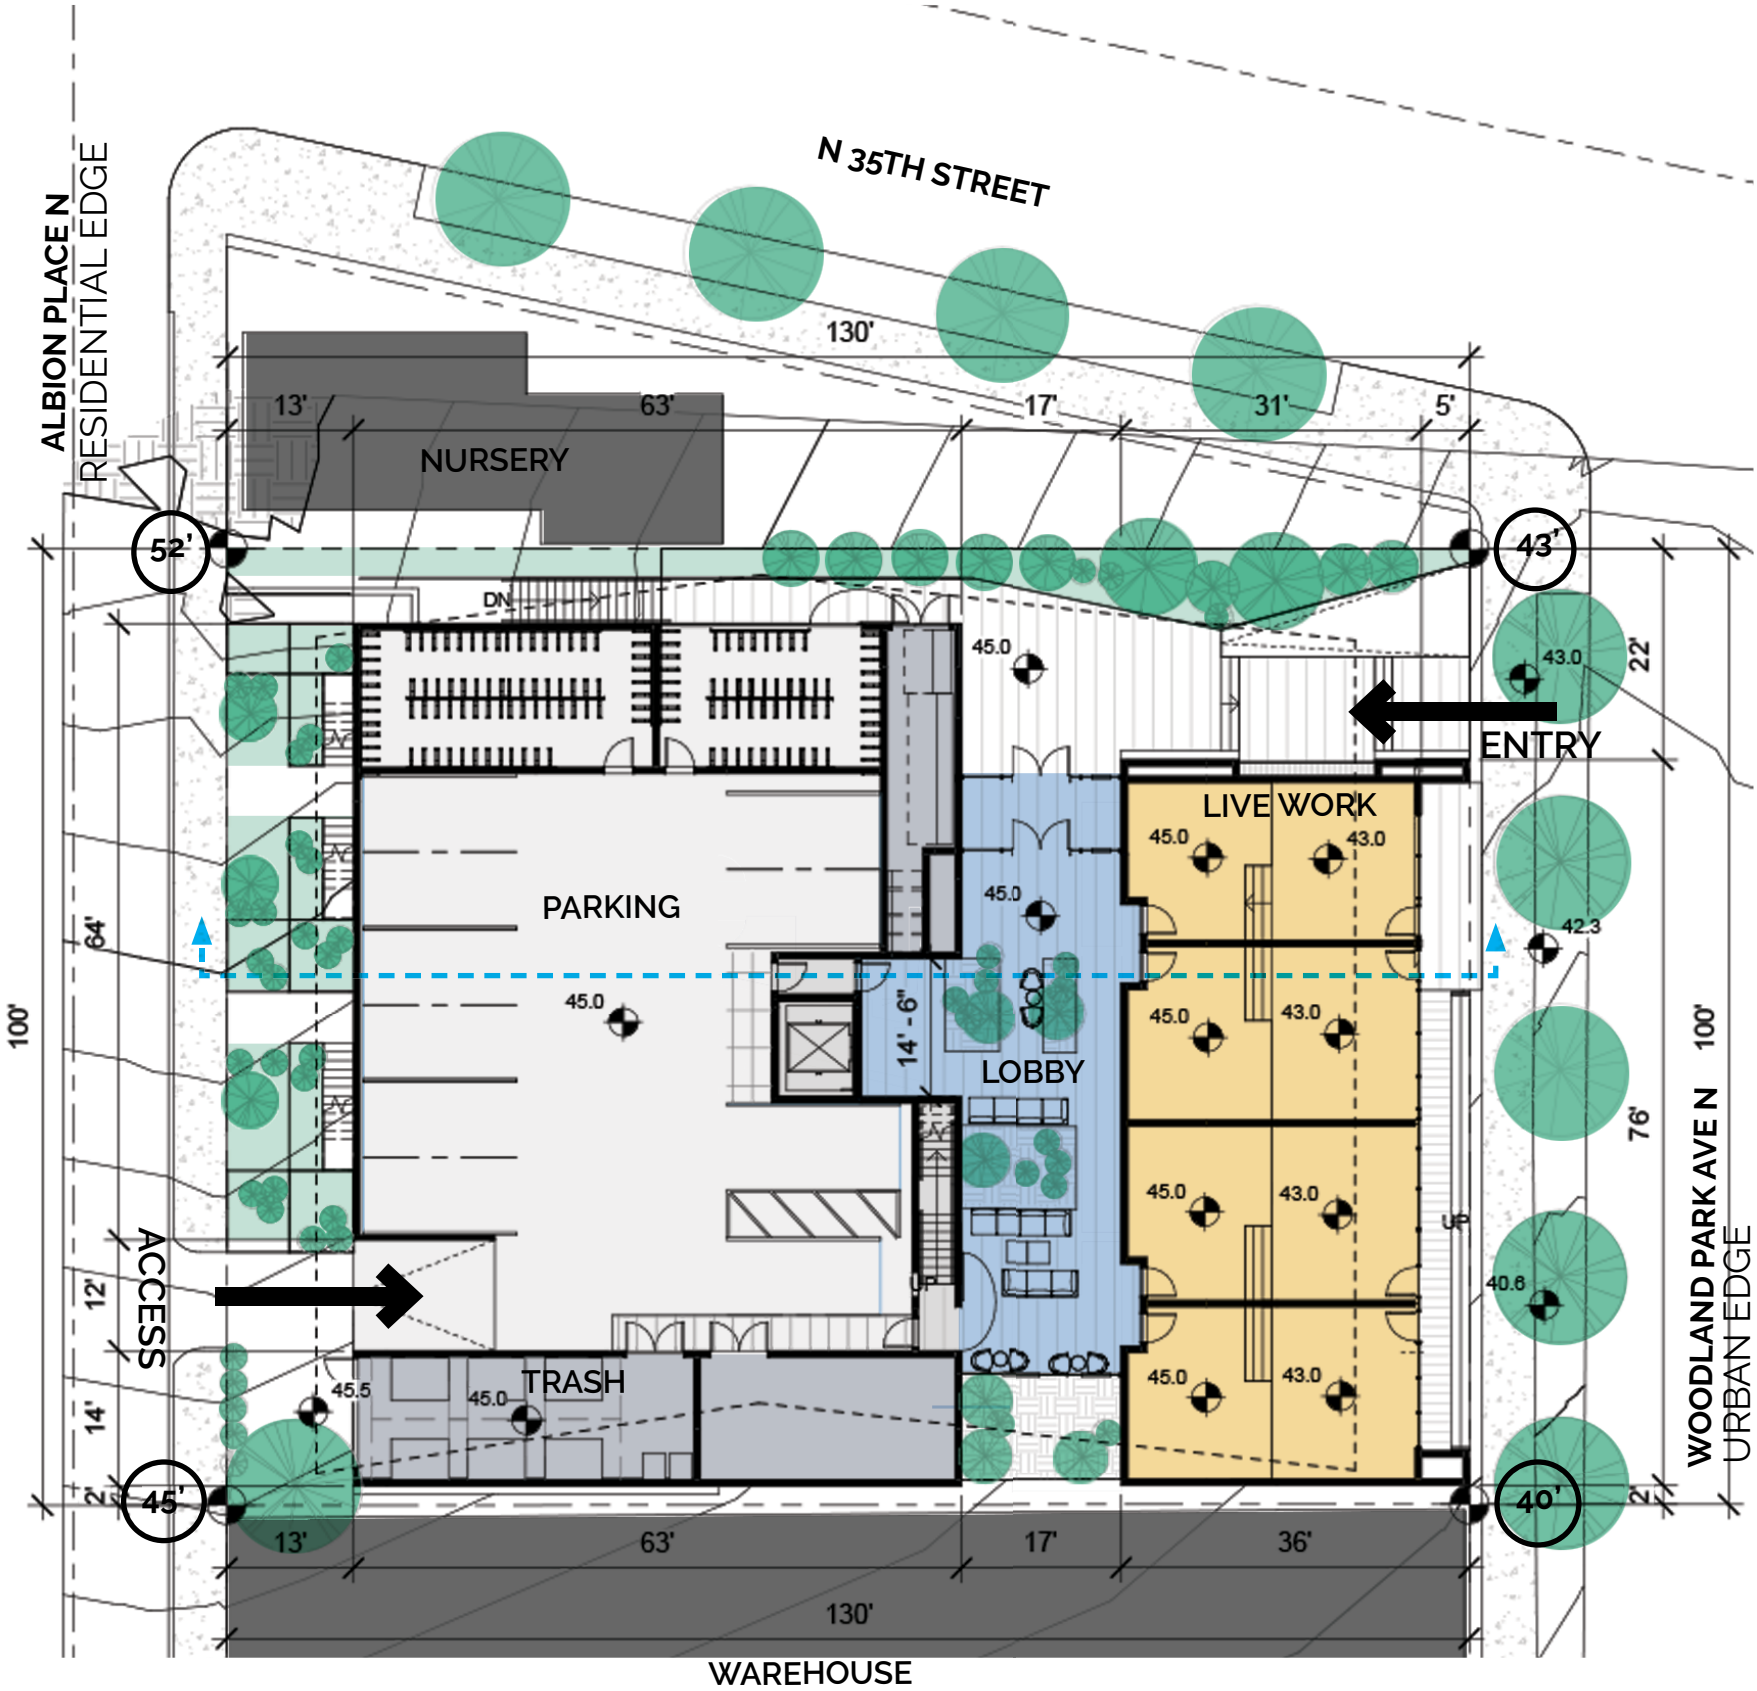 N 35TH STREET
ALBION PLACE N
RESIDENTIAL EDGE
130'
13'
63'
17'
31'
5'
NURSERY
52'
43'
DN
45.0
43.0
22'
ENTRY
LIVE WORK
45.0
43.0
PARKING
45.0
64'
42.3
45.0
45.0
43.0
14' - 6"
100'
100'
LOBBY
76'
WOODLAND PARK AVE N
URBAN EDGE
45.0
43.0
UP
ACCESS
12'
UP
40.6
TRASH
45.5
45.0
45.0
43.0
14'
2'
45'
40'
2'
13'
63'
17'
36'
130'
WAREHOUSE